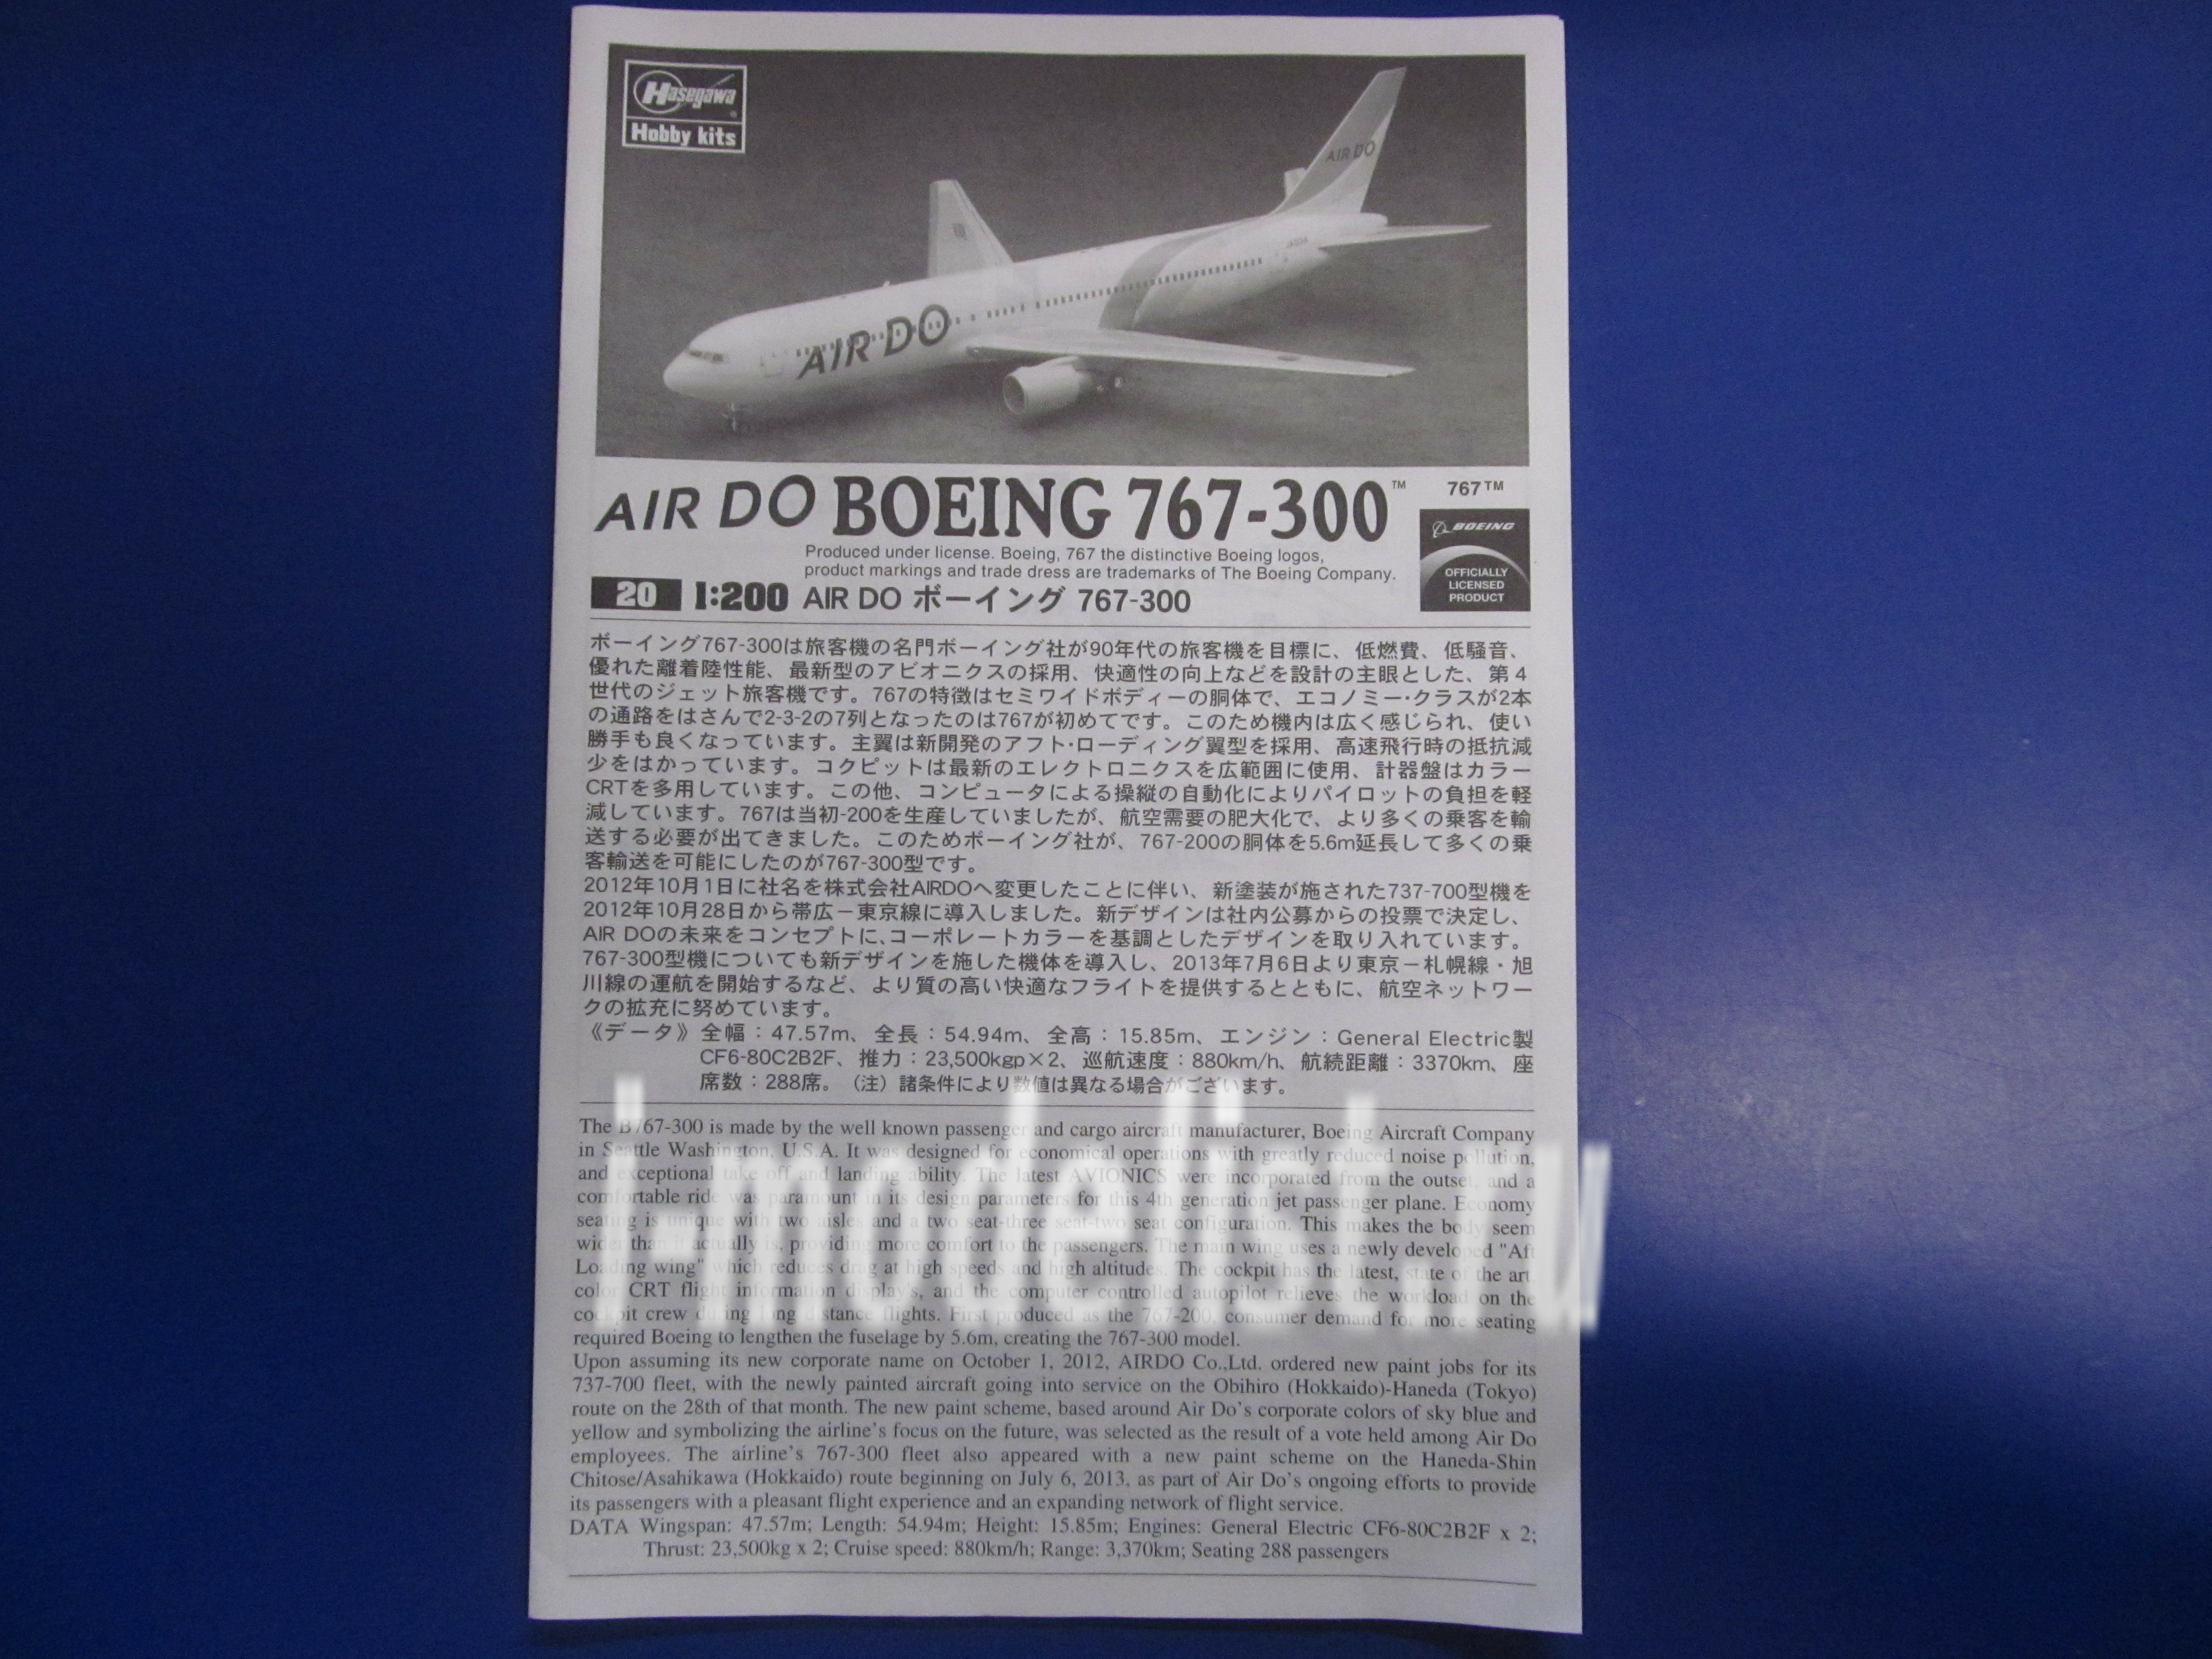 Hasegawa
Hobby kits
AIR DO
AIR DO
AIR DO BOEING 767-300™
767™
BOEING
OFFICIALLY
LICENSED
PRODUCT
Produced under license. Boeing, 767 the distinctive Boeing logos,
product markings and trade dress are trademarks of The Boeing Company.
20 1:200 AIR DO ボーイング 767-300
ボーイング767-300は旅客機の名門ボーイング社が90年代の旅客機を目標に、低燃費、低騒音、
優れた離着陸性能、最新型のアビオニクスの採用、快適性の向上などを設計の主眼とした、第4
世代のジェット旅客機です。767の特徴はセミワイドボディーの胴体で、エコノミー・クラスが2本
の通路をはさんで2-3-2の7列となったのは767が初めてです。このため機内は広く感じられ、使い
勝手も良くなっています。主翼は新開発のアフト・ローディング翼型を採用、高速飛行時の抵抗減
少をはかっています。コクピットは最新のエレクトロニクスを広範囲に使用、計器盤はカラー
CRTを多用しています。この他、コンピュータによる操縦の自動化によりパイロットの負担を軽
減しています。767は当初-200を生産していましたが、航空需要の肥大化で、より多くの乗客を輸
送する必要が出てきました。このためボーイング社が、767-200の胴体を5.6m延長して多くの乗
客輸送を可能にしたのが767-300型です。
2012年10月1日に社名を株式会社AIRDOへ変更したことに伴い、新塗装が施された737-700型機を
2012年10月28日から帯広－東京線に導入しました。新デザインは社内公募からの投票で決定し、
AIR DOの未来をコンセプトに、コーポレートカラーを基調としたデザインを取り入れています。
767-300型機についても新デザインを施した機体を導入し、2013年7月6日より東京－札幌線・旭
川線の運航を開始するなど、より質の高い快適なフライトを提供するとともに、航空ネットワー
クの拡充に努めています。
《データ》全幅：47.57m、全長：54.94m、全高：15.85m、エンジン：General Electric製
CF6-80C2B2F、推力：23,500kgp×2、巡航速度：880km/h、航続距離：3370km、座
席数：288席。（注）諸条件により数値は異なる場合がございます。
The B767-300 is made by the well known passenger and cargo aircraft manufacturer, Boeing Aircraft Company
in Seattle Washington, U.S.A. It was designed for economical operations with greatly reduced noise pollution,
and exceptional take off and landing ability. The latest AVIONICS were incorporated from the outset, and a
comfortable ride was paramount in its design parameters for this 4th generation jet passenger plane. Economy
seating is unique with two aisles and a two seat-three seat-two seat configuration. This makes the body seem
wider than it actually is, providing more comfort to the passengers. The main wing uses a newly developed "Aft
Loading wing" which reduces drag at high speeds and high altitudes. The cockpit has the latest, state of the art
color CRT flight information displays, and the computer controlled autopilot relieves the workload on the
cockpit crew during long distance flights. First produced as the 767-200, consumer demand for more seating
required Boeing to lengthen the fuselage by 5.6m, creating the 767-300 model.
Upon assuming its new corporate name on October 1, 2012, AIRDO Co.,Ltd. ordered new paint jobs for its
737-700 fleet, with the newly painted aircraft going into service on the Obihiro (Hokkaido)-Haneda (Tokyo)
route on the 28th of that month. The new paint scheme, based around Air Do's corporate colors of sky blue and
yellow and symbolizing the airline's focus on the future, was selected as the result of a vote held among Air Do
employees. The airline's 767-300 fleet also appeared with a new paint scheme on the Haneda-Shin
Chitose/Asahikawa (Hokkaido) route beginning on July 6, 2013, as part of Air Do's ongoing efforts to provide
its passengers with a pleasant flight experience and an expanding network of flight service.
DATA Wingspan: 47.57m; Length: 54.94m; Height: 15.85m; Engines: General Electric CF6-80C2B2F x 2;
Thrust: 23,500kg x 2; Cruise speed: 880km/h; Range: 3,370km; Seating 288 passengers